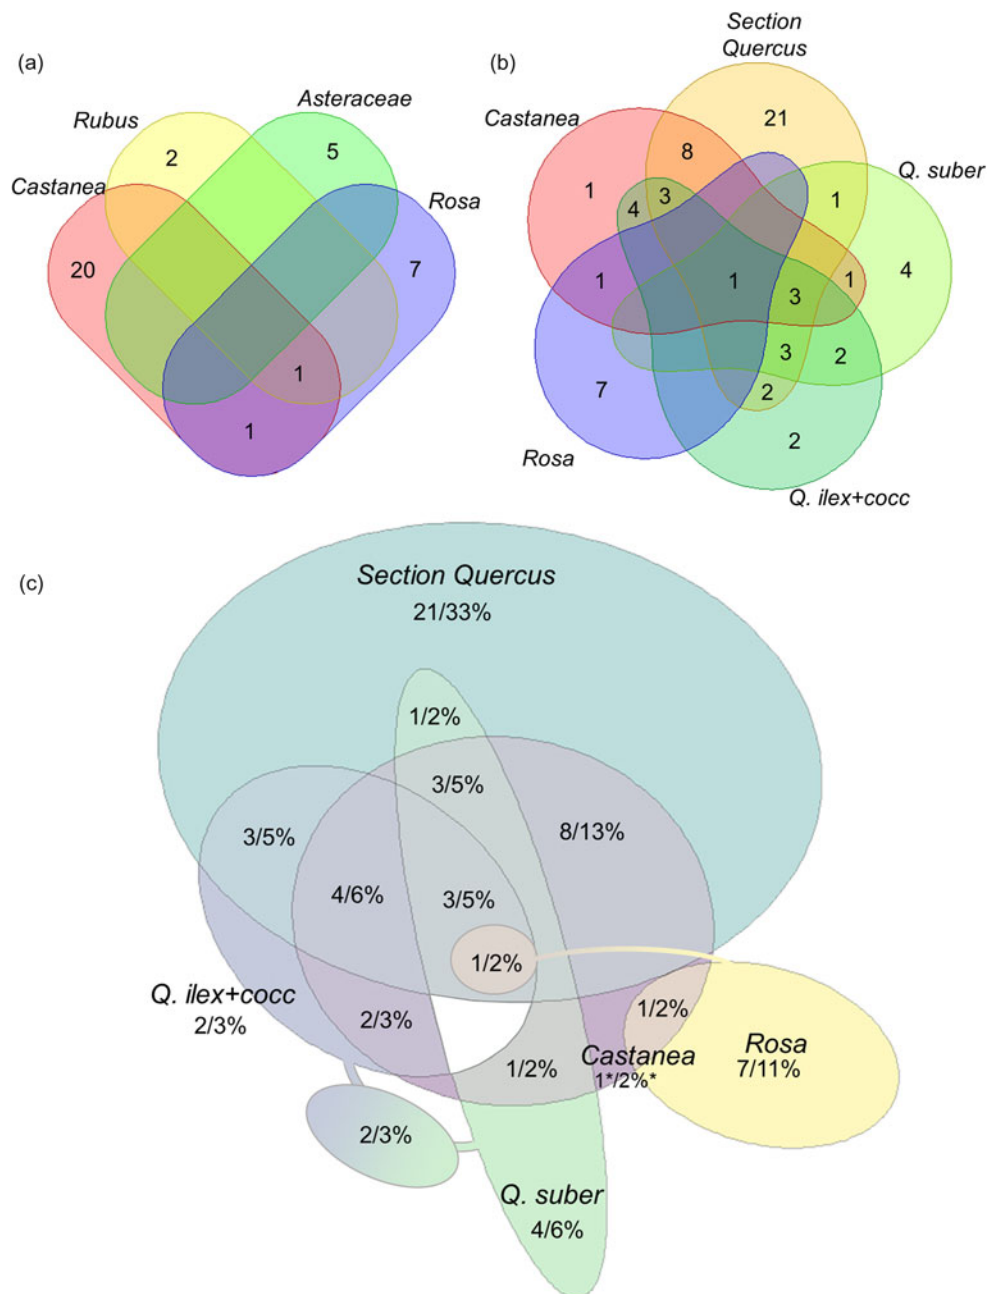 (a)
Rubus
Asteraceae
Castanea
Rosa
2
5
20
7
1
1
(b)
Section
Quercus
Castanea
Q. suber
21
8
1
3
4
1
4
1
1
3
1
3
2
2
7
2
Rosa
Q. ilex+cocc
(c)
Section Quercus
21/33%
1/2%
3/5%
3/5%
8/13%
4/6%
3/5%
1/2%
Q. ilex+cocc
2/3%
2/3%
1/2%
1/2%
Castanea
1*/2%*
Rosa
7/11%
2/3%
Q. suber
4/6%